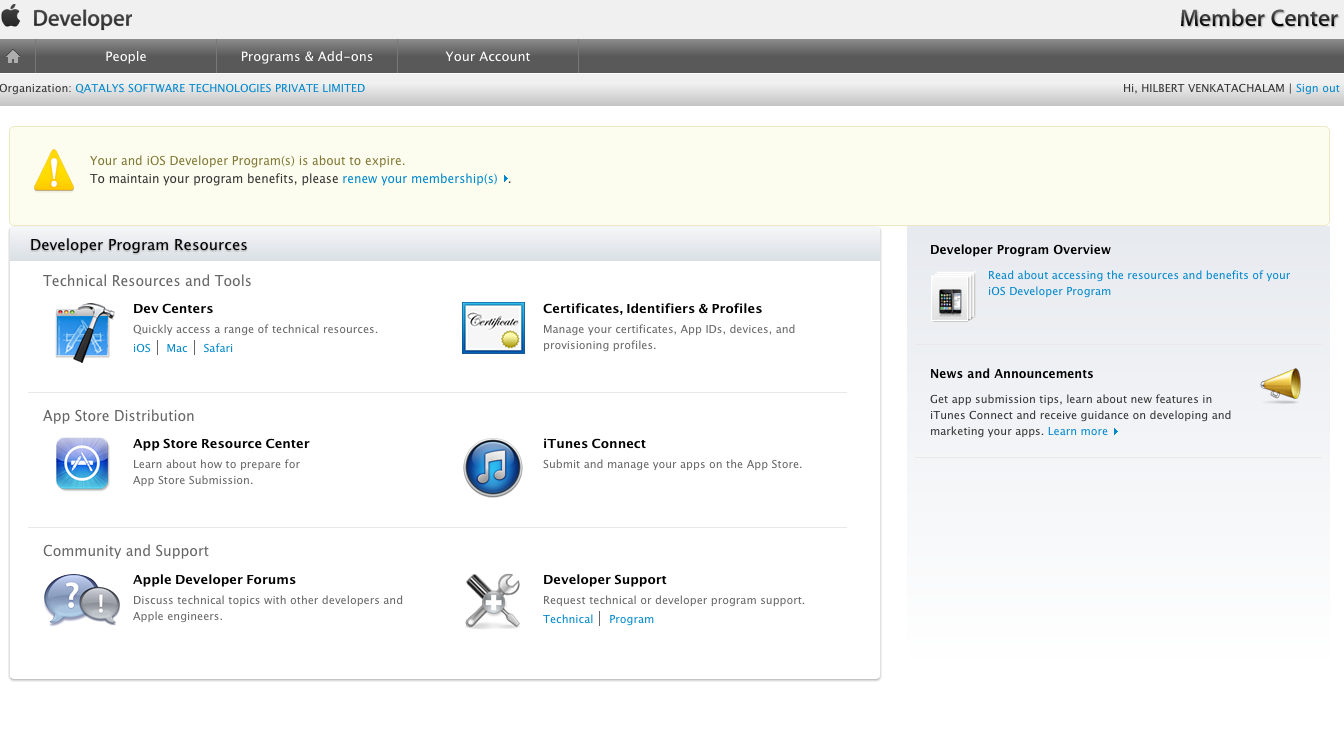 Developer
Member Center
People
Programs & Add-ons
Your Account
Organization: QATALYS SOFTWARE TECHNOLOGIES PRIVATE LIMITED
Hi, HILBERT VENKATACHALAM | Sign out
Your and iOS Developer Program(s) is about to expire.
To maintain your program benefits, please renew your membership(s) .
Developer Program Resources
Technical Resources and Tools
Dev Centers
Quickly access a range of technical resources.
iOS | Mac | Safari
Certificate
Certificates, Identifiers & Profiles
Manage your certificates, App IDs, devices, and
provisioning profiles.
App Store Distribution
App Store Resource Center
Learn about how to prepare for
App Store Submission.
iTunes Connect
Submit and manage your apps on the App Store.
Community and Support
Apple Developer Forums
Discuss technical topics with other developers and
Apple engineers.
Developer Support
Request technical or developer program support.
Technical | Program
Developer Program Overview
Read about accessing the resources and benefits of your
iOS Developer Program
News and Announcements
Get app submission tips, learn about new features in
iTunes Connect and receive guidance on developing and
marketing your apps. Learn more